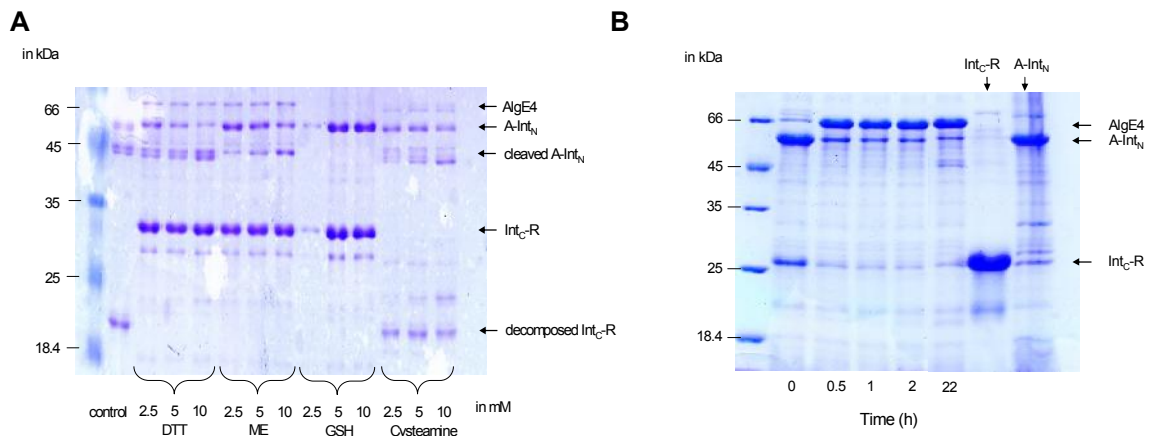 A
in kDa
66
45
35
25
18.4
AlgE4
A-IntN
cleaved A-IntN
IntC-R
decomposed IntC-R
control 2.5 5 10 2.5 5 10 2.5 5 10 2.5 5 10 in mM
DTT ME GSH Cysteamine
B
in kDa
IntC-R A-IntN
66
45
35
25
18.4
AlgE4
A-IntN
IntC-R
0 0.5 1 2 22
Time (h)